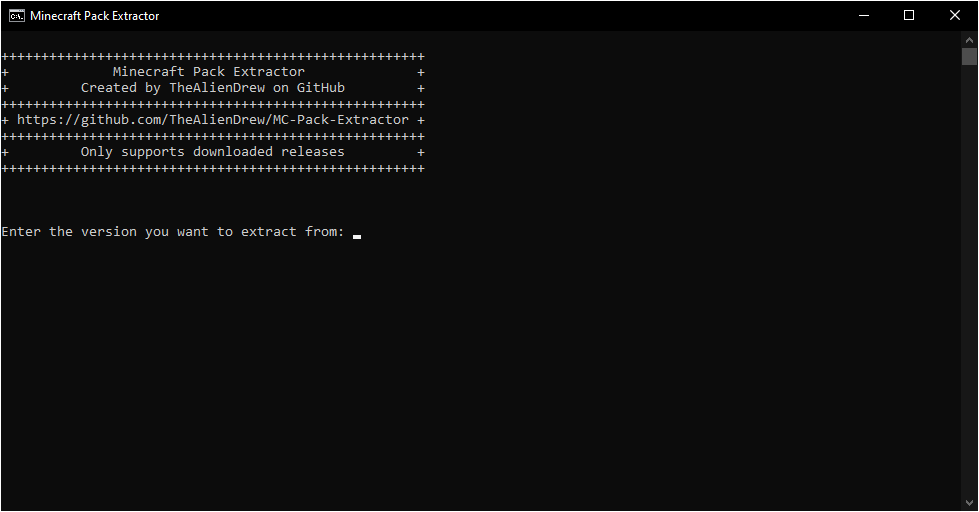 Minecraft Pack Extractor
+++++++++++++++++++++++++++++++++++++++++++++++++++++
+             Minecraft Pack Extractor              +
+         Created by TheAlienDrew on GitHub         +
+++++++++++++++++++++++++++++++++++++++++++++++++++++
+ https://github.com/TheAlienDrew/MC-Pack-Extractor +
+++++++++++++++++++++++++++++++++++++++++++++++++++++
+         Only supports downloaded releases         +
+++++++++++++++++++++++++++++++++++++++++++++++++++++
Enter the version you want to extract from: